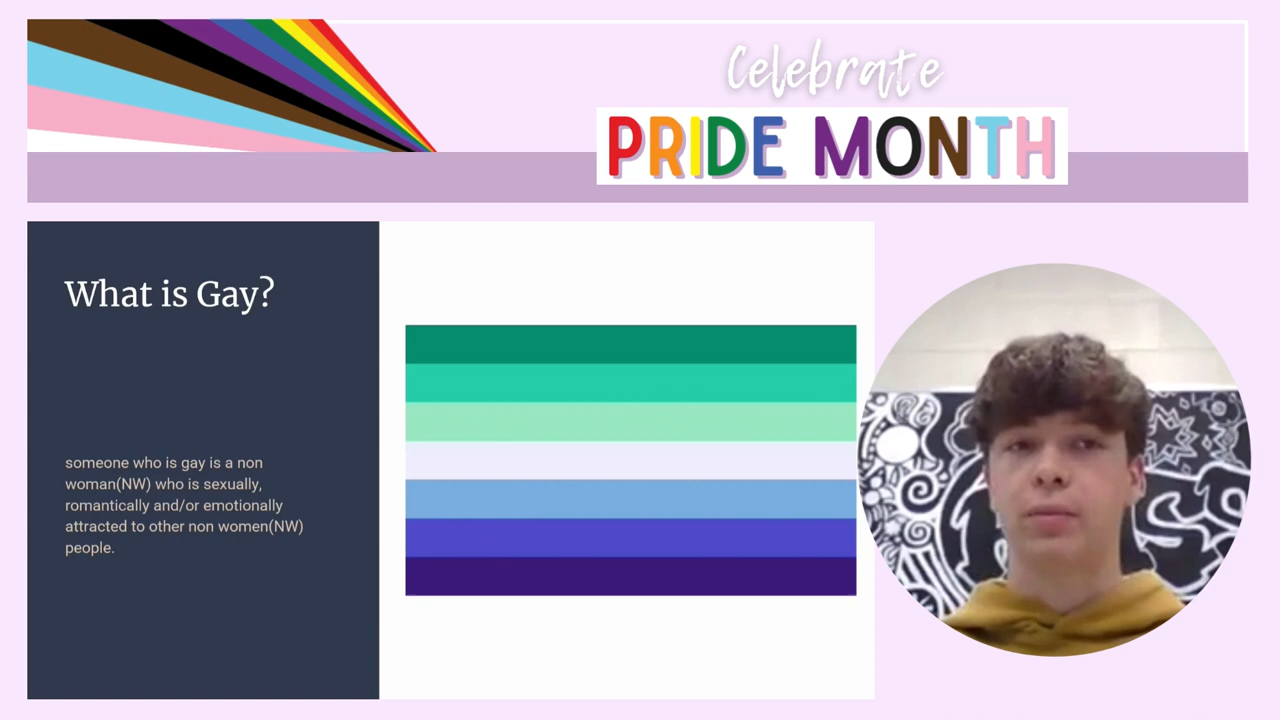 Celebrate
PRIDE MONTH
What is Gay?
someone who is gay is a non
woman(NW) who is sexually,
romantically and/or emotionally
attracted to other non women(NW)
people.